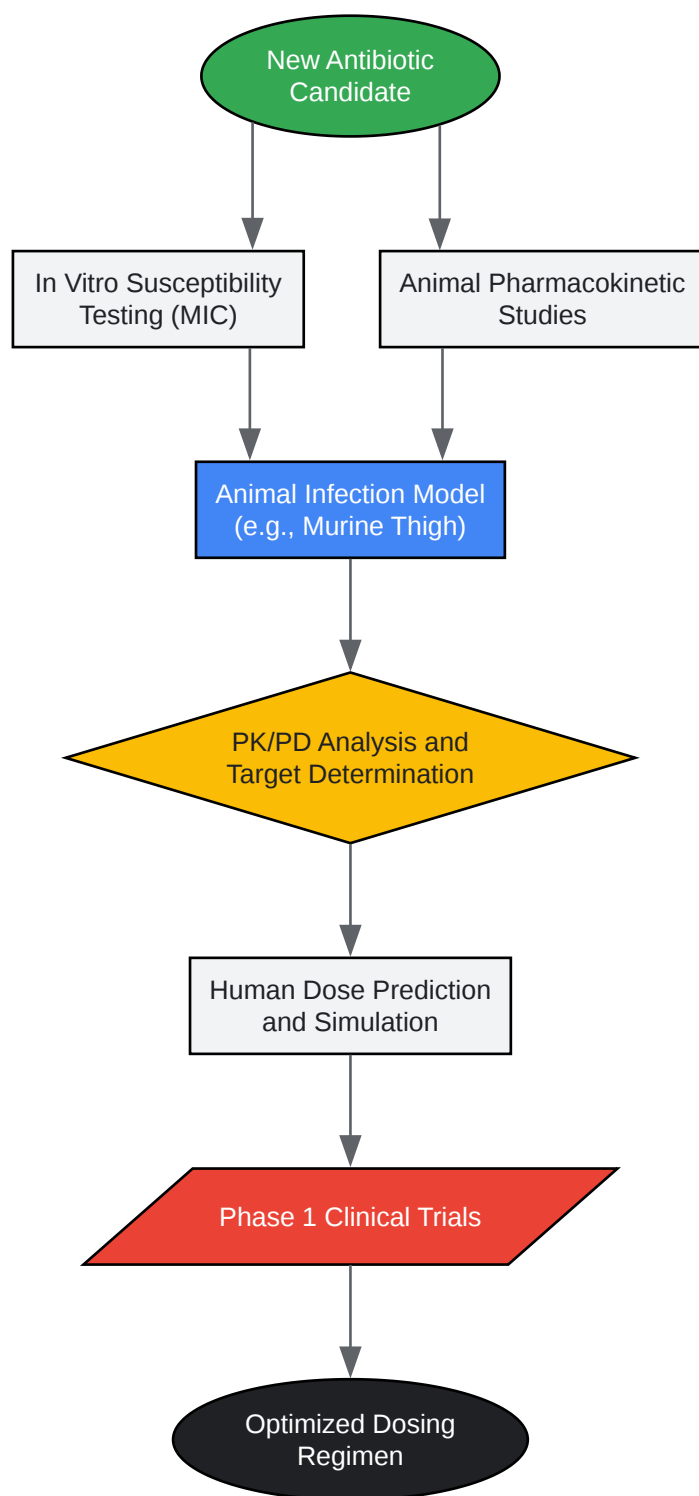 New Antibiotic
Candidate
In Vitro Susceptibility
Testing (MIC)
Animal Pharmacokinetic
Studies
Animal Infection Model
(e.g., Murine Thigh)
PK/PD Analysis and
Target Determination
Human Dose Prediction
and Simulation
Phase 1 Clinical Trials
Optimized Dosing
Regimen